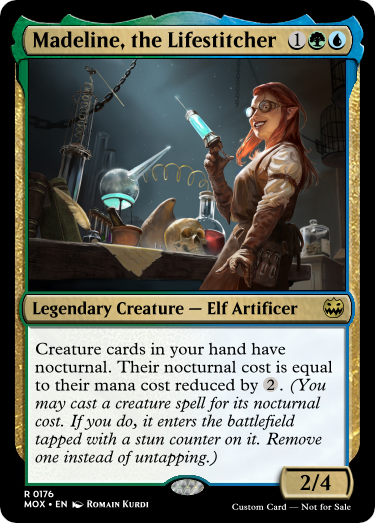 Madeline, the Lifestitcher 1
Legendary Creature — Elf Artificer
Creature cards in your hand have
nocturnal. Their nocturnal cost is equal
to their mana cost reduced by 2. (You
may cast a creature spell for its nocturnal
cost. If you do, it enters the battlefield
tapped with a stun counter on it. Remove
one instead of untapping.)
2/4
R 0176
MOX • EN Romain Kurdi
Custom Card — Not for Sale